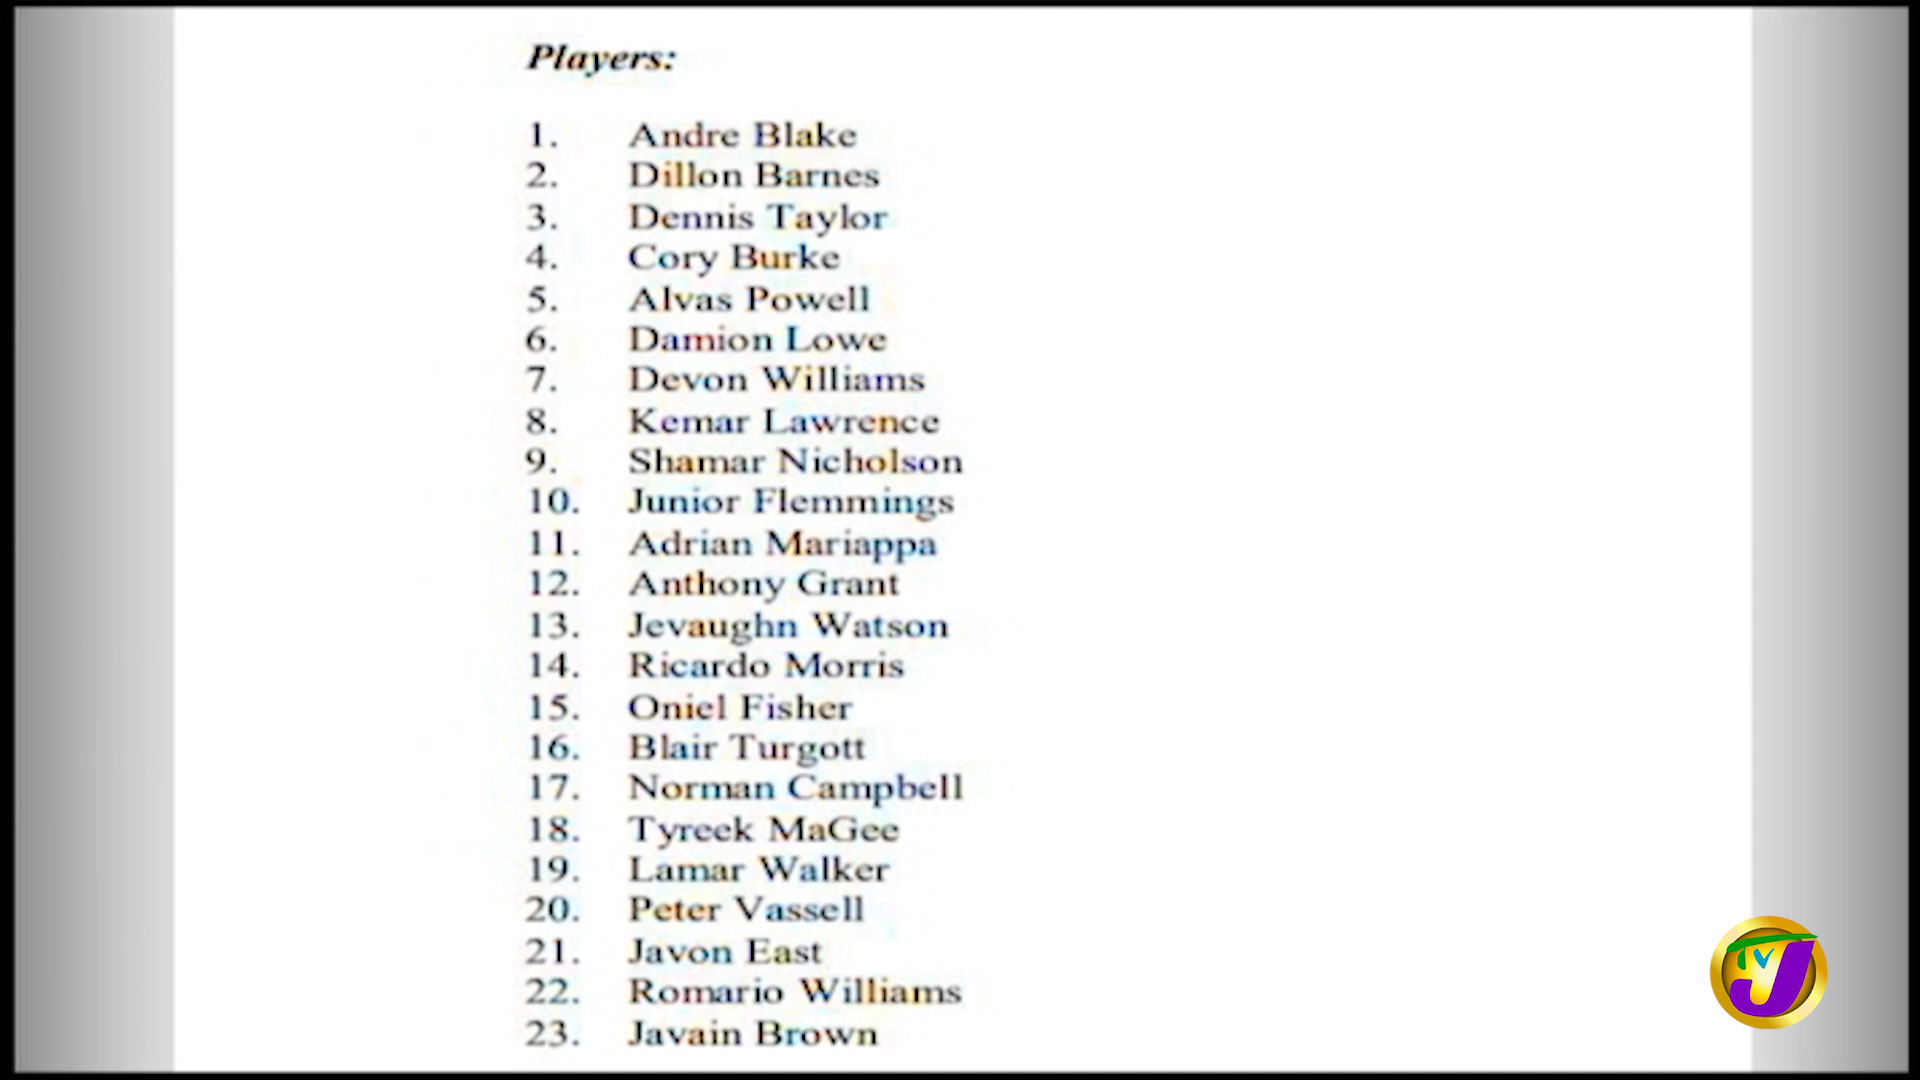 Players:
1. Andre Blake
2. Dillon Barnes
3. Dennis Taylor
4. Cory Burke
5. Alvas Powell
6. Damion Lowe
7. Devon Williams
8. Kemar Lawrence
9. Shamar Nicholson
10. Junior Flemmings
11. Adrian Mariappa
12. Anthony Grant
13. Jevaughn Watson
14. Ricardo Morris
15. Oniel Fisher
16. Blair Turgott
17. Norman Campbell
18. Tyreek MaGee
19. Lamar Walker
20. Peter Vassell
21. Javon East
22. Romario Williams
23. Javain Brown
TVJ